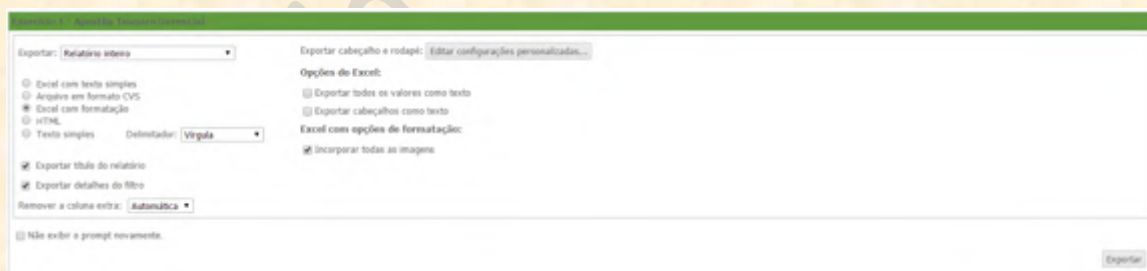 Exercício 1 - Apostila Tesouro Gerencial
Exportar: Relatório inteiro
Excel com texto simples
Arquivo em formato CVS
Excel com formatação
HTML
Texto simples Delimitador: Vírgula
Exportar título do relatório
Exportar detalhes do filtro
Remover a coluna extra: Automática
Exportar cabeçalho e rodapé: Editar configurações personalizadas...
Opções do Excel:
Exportar todos os valores como texto
Exportar cabeçalhos como texto
Excel com opções de formatação:
Incorporar todas as imagens
Não exibir o prompt novamente.
Exportar